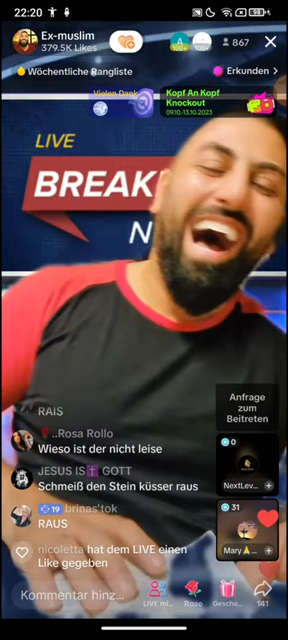 22:20
98
Ex-muslim
379.5K Likes
100+
100+
867
Wöchentliche Rangliste
Erkunden >
Vielen Dank
Kopf An Kopf
Knockout
09.10-13.10.2023
LIVE
BREAK
N
Anfrage
zum
Beitreten
RAIS
..Rosa Rollo
Wieso ist der nicht leise
JESUS IS✝️ GOTT
Schmeiß den Stein küsser raus
19 brinas'tok
RAUS
nicoletta hat dem LIVE einen
Like gegeben
0
NextLev...
31
Mary🙏...
Kommentar hinz...
LIVE mi...
Rose
Gesche...
141